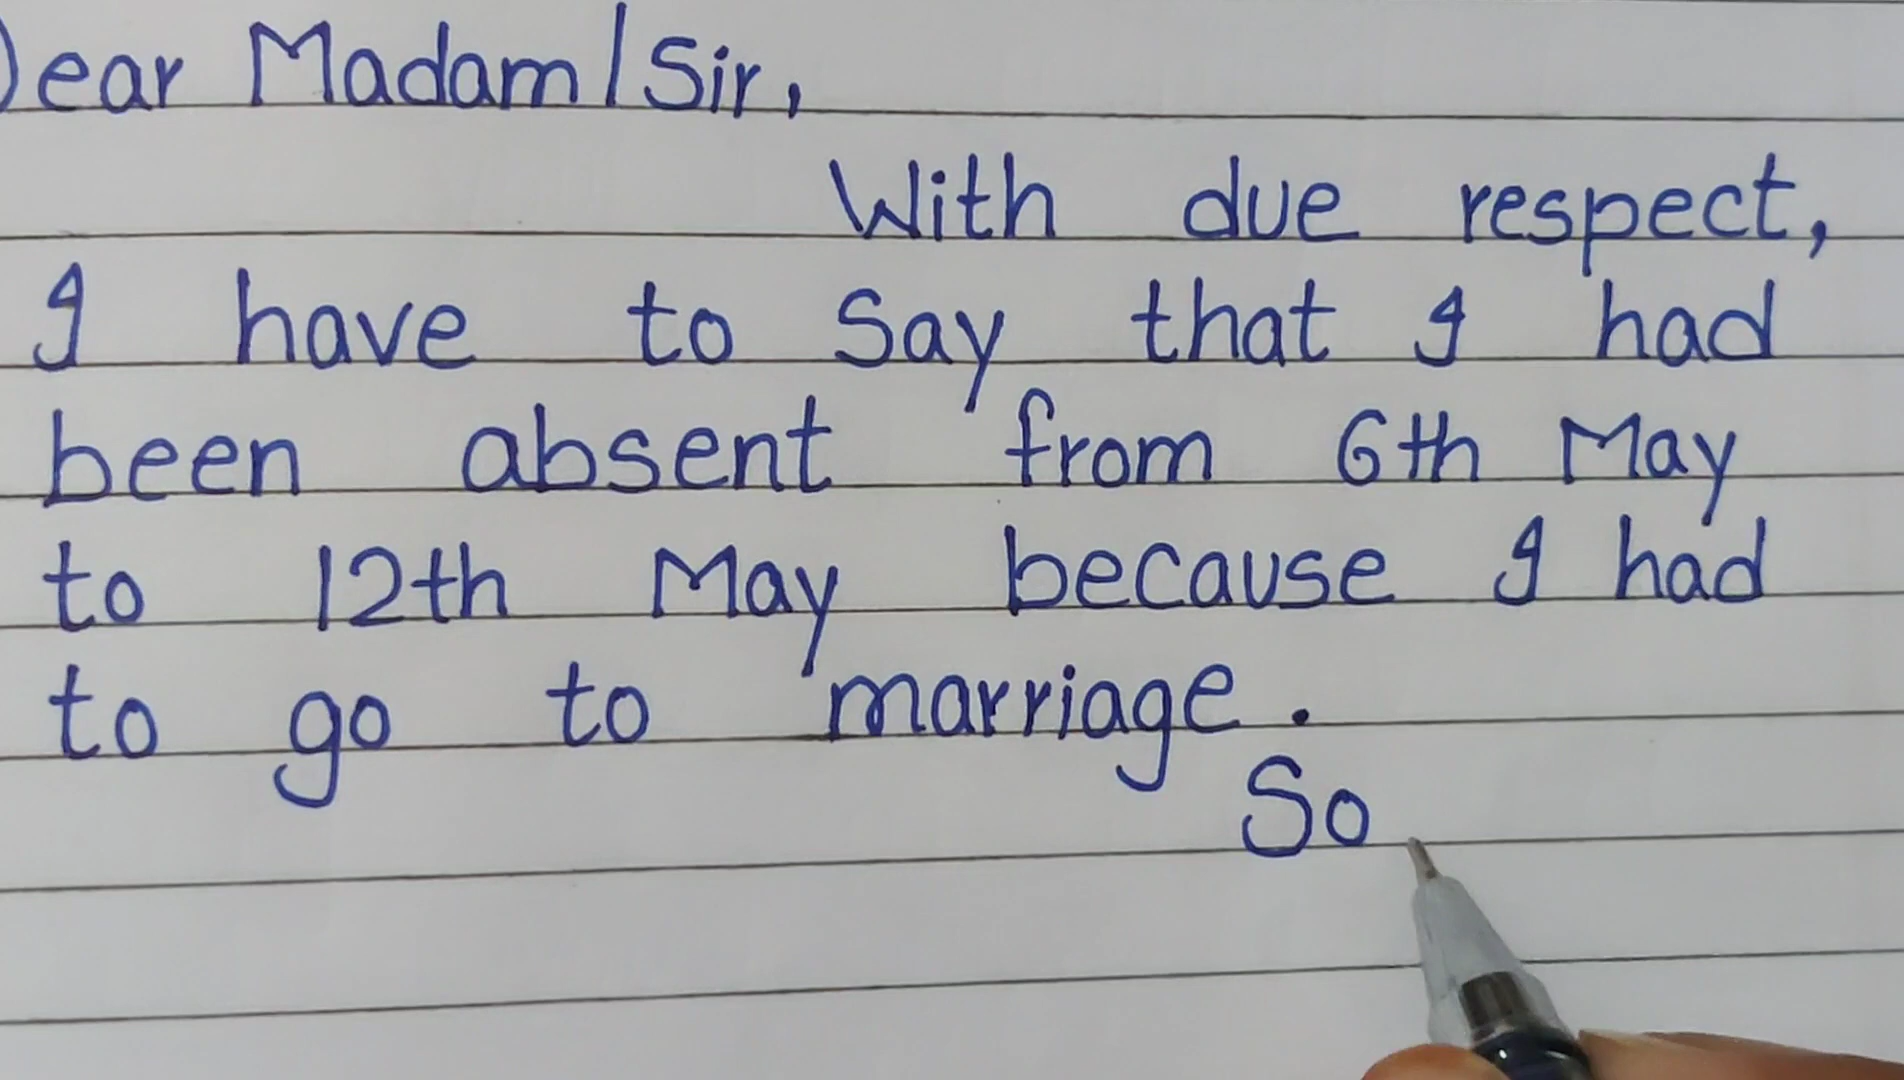 Dear Madam/Sir,
With due respect,
I have to say that I had
been absent from 6th May
to 12th May because I had
to go to marriage.
So